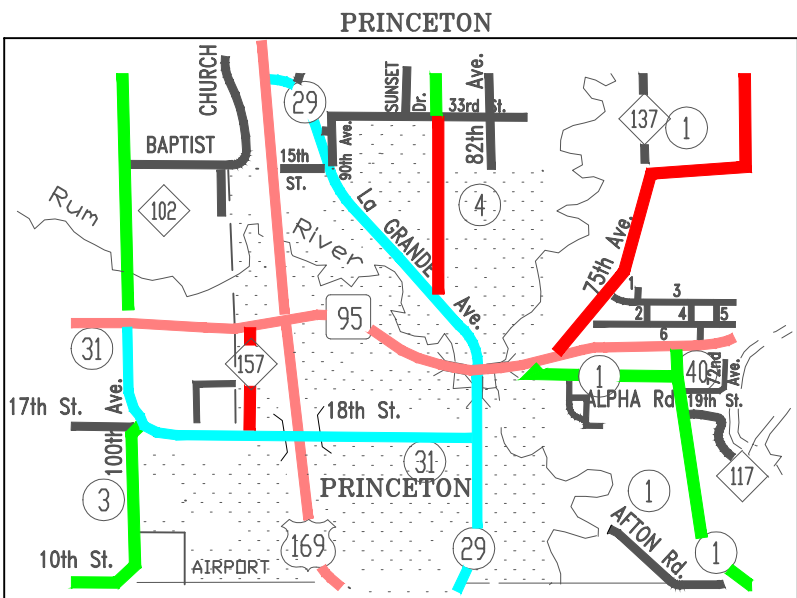 PRINCETON
CHURCH
BAPTIST
SUNSET Dr.
33rd St.
82th Ave.
29
90th Ave.
15th ST.
137
1
102
4
Rum River
La GRANDE Ave.
75th Ave.
1
3
2
4
5
6
95
31
157
1
40
72nd Ave.
ALPHA Rd.
19th St.
17th St.
100th Ave.
18th St.
31
PRINCETON
117
3
1
169
29
AFTON Rd.
1
10th St.
AIRPORT